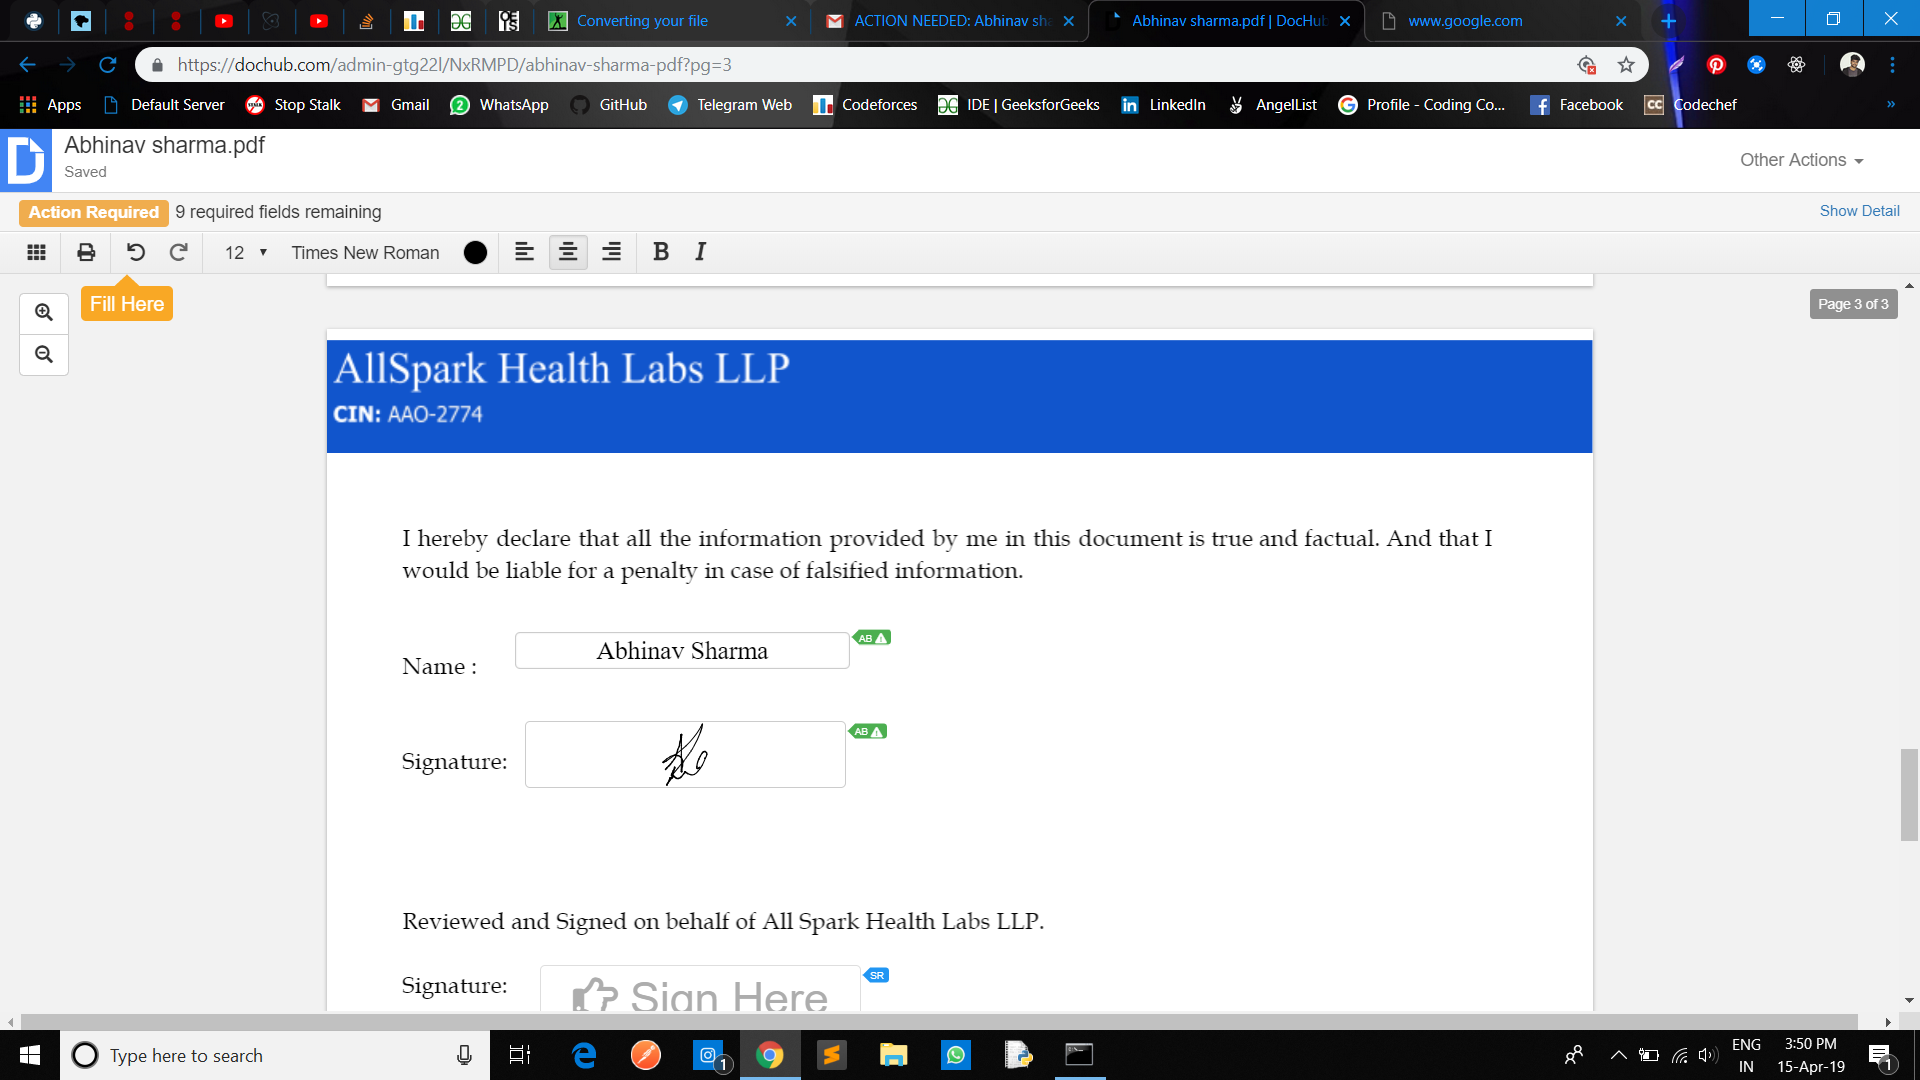 Converting your file
ACTION NEEDED: Abhinav sh
Abhinav sharma.pdf | DocHub
www.google.com
https://dochub.com/admin-gtg22l/NxRMPD/abhinav-sharma-pdf?pg=3
Apps
Default Server
Stop Stalk
Gmail
WhatsApp
GitHub
Telegram Web
Codeforces
IDE | GeeksforGeeks
LinkedIn
AngelList
Profile - Coding Co...
Facebook
Codechef
Abhinav sharma.pdf
Saved
Other Actions
Action Required 9 required fields remaining
Show Detail
12
Times New Roman
B I
Fill Here
Page 3 of 3
AllSpark Health Labs LLP
CIN: AAO-2774
I hereby declare that all the information provided by me in this document is true and factual. And that I
would be liable for a penalty in case of falsified information.
Name :
Abhinav Sharma
AB
Signature:
AB
Reviewed and Signed on behalf of All Spark Health Labs LLP.
Signature:
Sign Here
SR
Type here to search
1
ENG
IN
3:50 PM
15-Apr-19
1